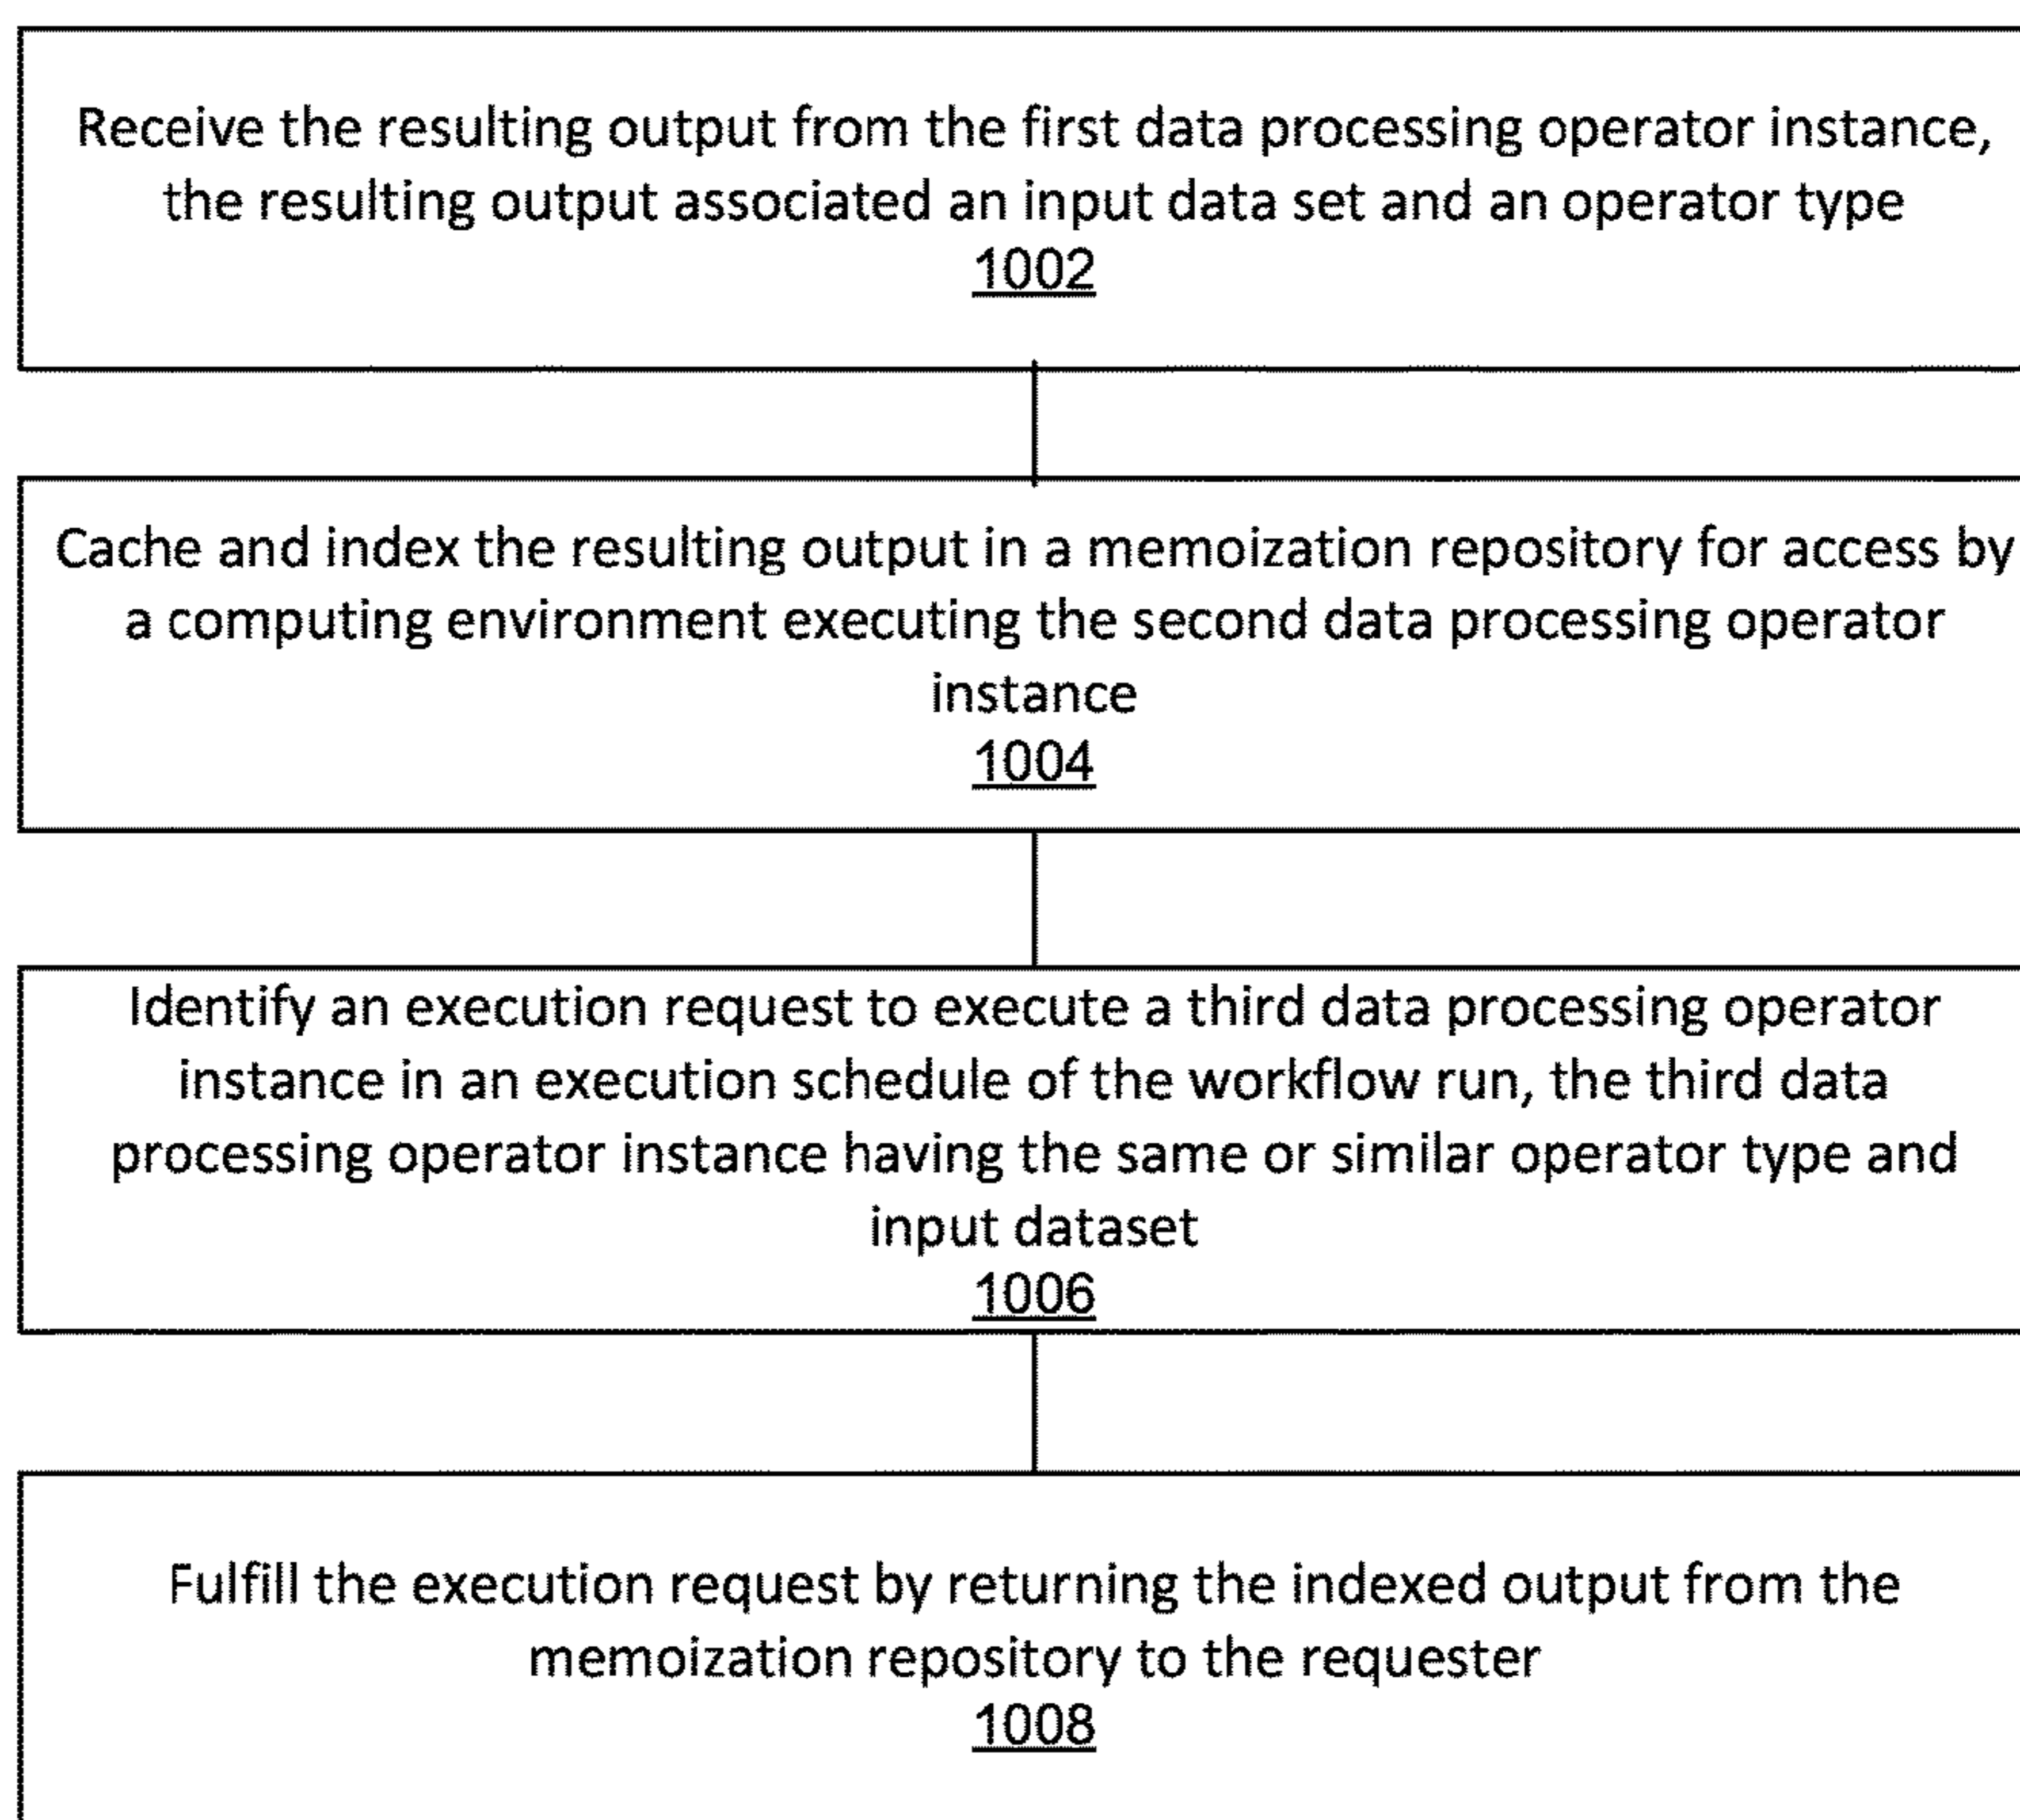 Receive the resulting output from the first data processing operator instance,
the resulting output associated an input data set and an operator type
1002
Cache and index the resulting output in a memoization repository for access by
a computing environment executing the second data processing operator
instance
1004
Identify an execution request to execute a third data processing operator
instance in an execution schedule of the workflow run, the third data
processing operator instance having the same or similar operator type and
input dataset
1006
Fulfill the execution request by returning the indexed output from the
memoization repository to the requester
1008